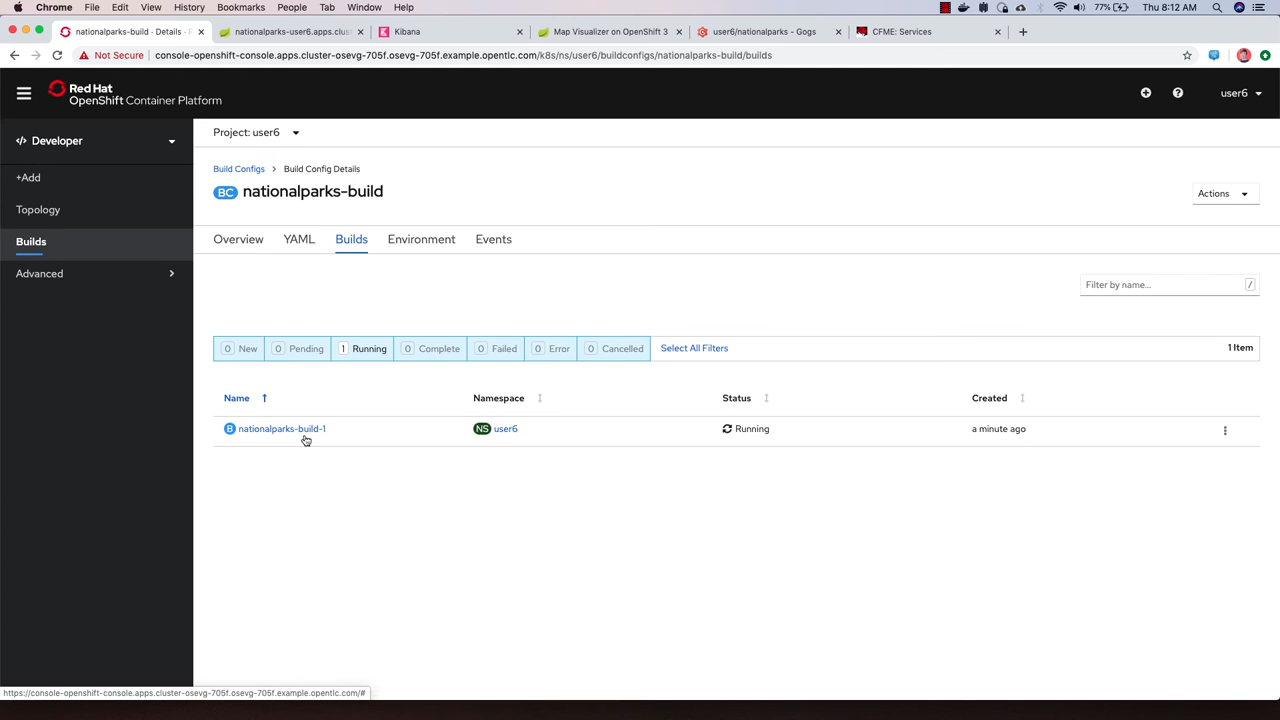 Chrome File Edit View History Bookmarks People Tab Window Help 77% Thu 8:12 AM
nationalparks-build · Details · R × nationalparks-user6.apps.clust × Kibana × Map Visualizer on OpenShift 3 × user6/nationalparks - Gogs × CFME: Services × +
Not Secure console-openshift-console.apps.cluster-osevg-705f.osevg-705f.example.opentlc.com/k8s/ns/user6/buildconfigs/nationalparks-build/builds
Red Hat
OpenShift Container Platform
user6
</> Developer
+Add
Topology
Builds
Advanced
Project: user6
Build Configs > Build Config Details
BC nationalparks-build
Actions
Overview YAML Builds Environment Events
Filter by name... /
0 New 0 Pending 1 Running 0 Complete 0 Failed 0 Error 0 Cancelled Select All Filters 1 Item
Name Namespace Status Created
B nationalparks-build-1 NS user6 Running a minute ago
https://console-openshift-console.apps.cluster-osevg-705f.osevg-705f.example.opentlc.com/#